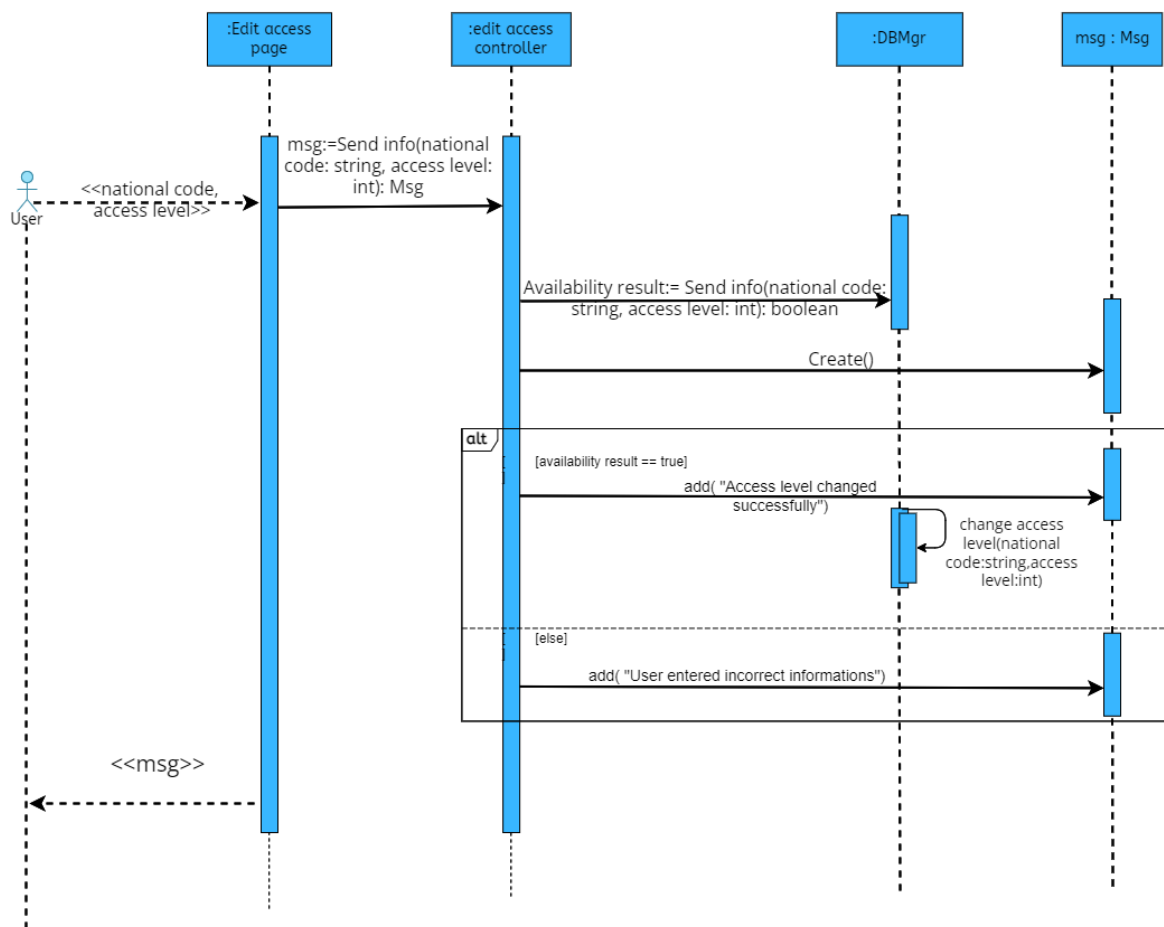 :Edit access
page
:edit access
controller
:DBMgr
msg : Msg
msg:=Send info(national
code: string, access level:
int): Msg
<<national code,
access level>>
User
Availability result:= Send info(national code:
string, access level: int): boolean
Create()
alt
[availability result == true]
add( "Access level changed
successfully")
change access
level(national
code:string,access
level:int)
[else]
add( "User entered incorrect informations")
<<msg>>